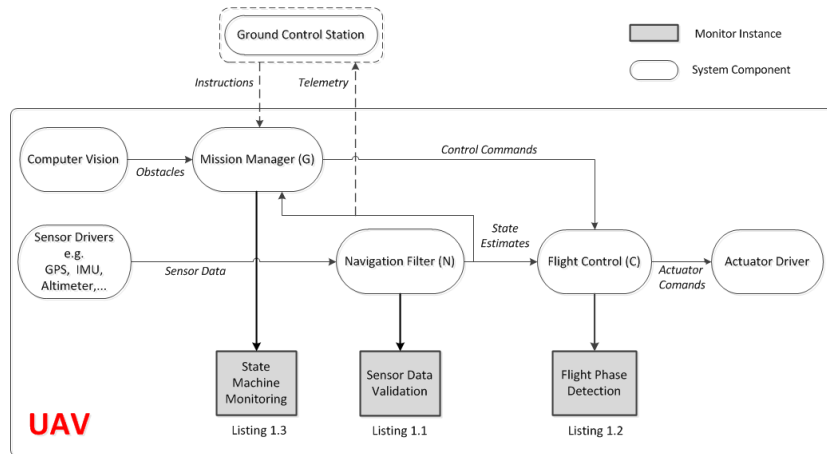 Ground Control Station
Monitor Instance
System Component
Instructions
Telemetry
Computer Vision
Obstacles
Mission Manager (G)
Control Commands
Sensor Drivers
e.g.
GPS, IMU,
Altimeter,...
Sensor Data
Navigation Filter (N)
State
Estimates
Flight Control (C)
Actuator
Comands
Actuator Driver
State
Machine
Monitoring
Sensor Data
Validation
Flight Phase
Detection
UAV
Listing 1.3
Listing 1.1
Listing 1.2